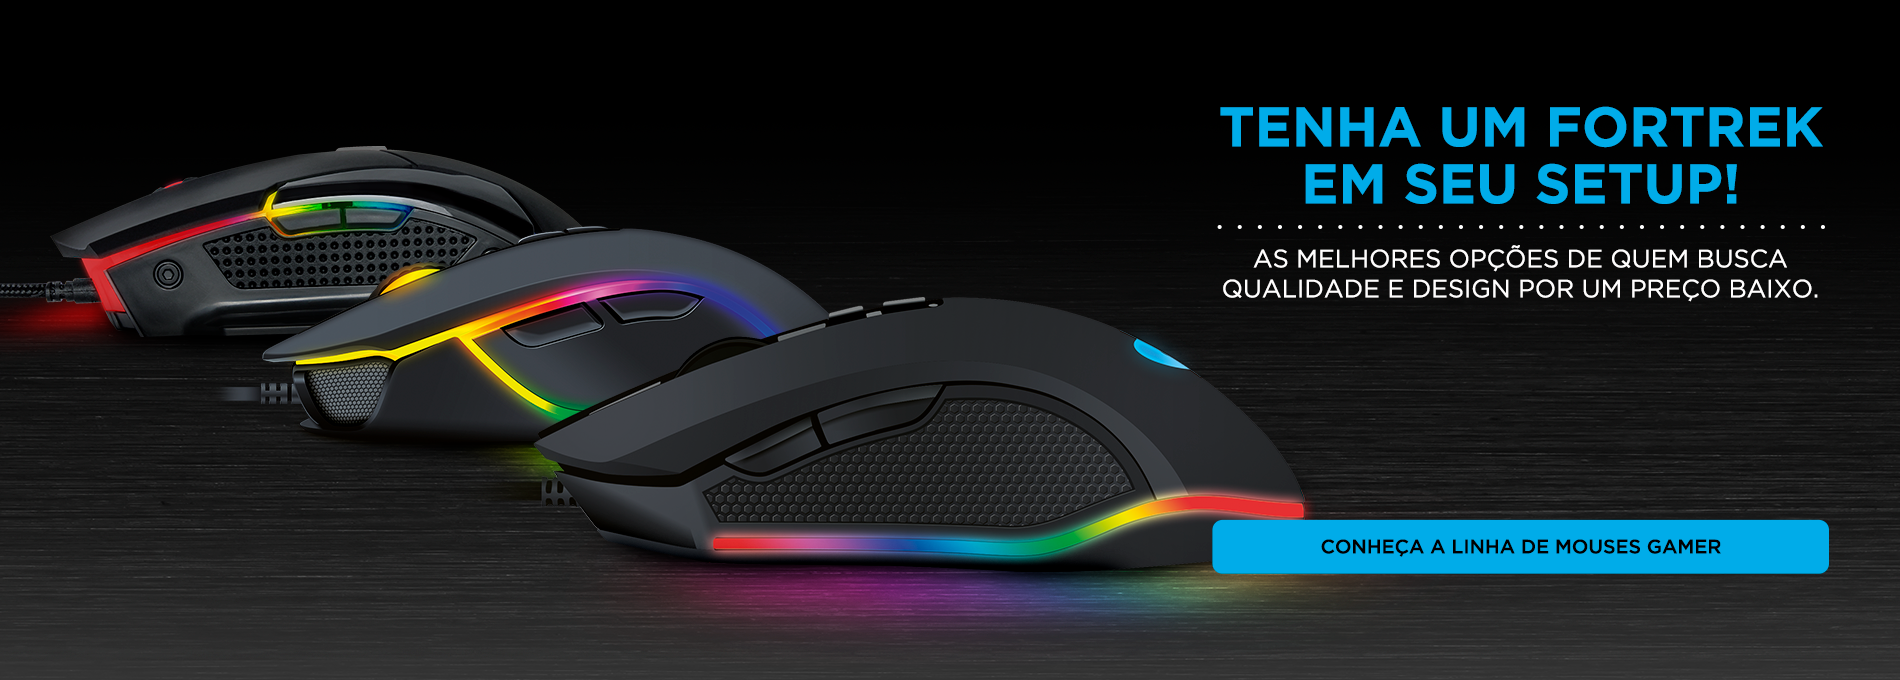 TENHA UM FORTREK
EM SEU SETUP!
AS MELHORES OPÇÕES DE QUEM BUSCA
QUALIDADE E DESIGN POR UM PREÇO BAIXO.
CONHEÇA A LINHA DE MOUSES GAMER